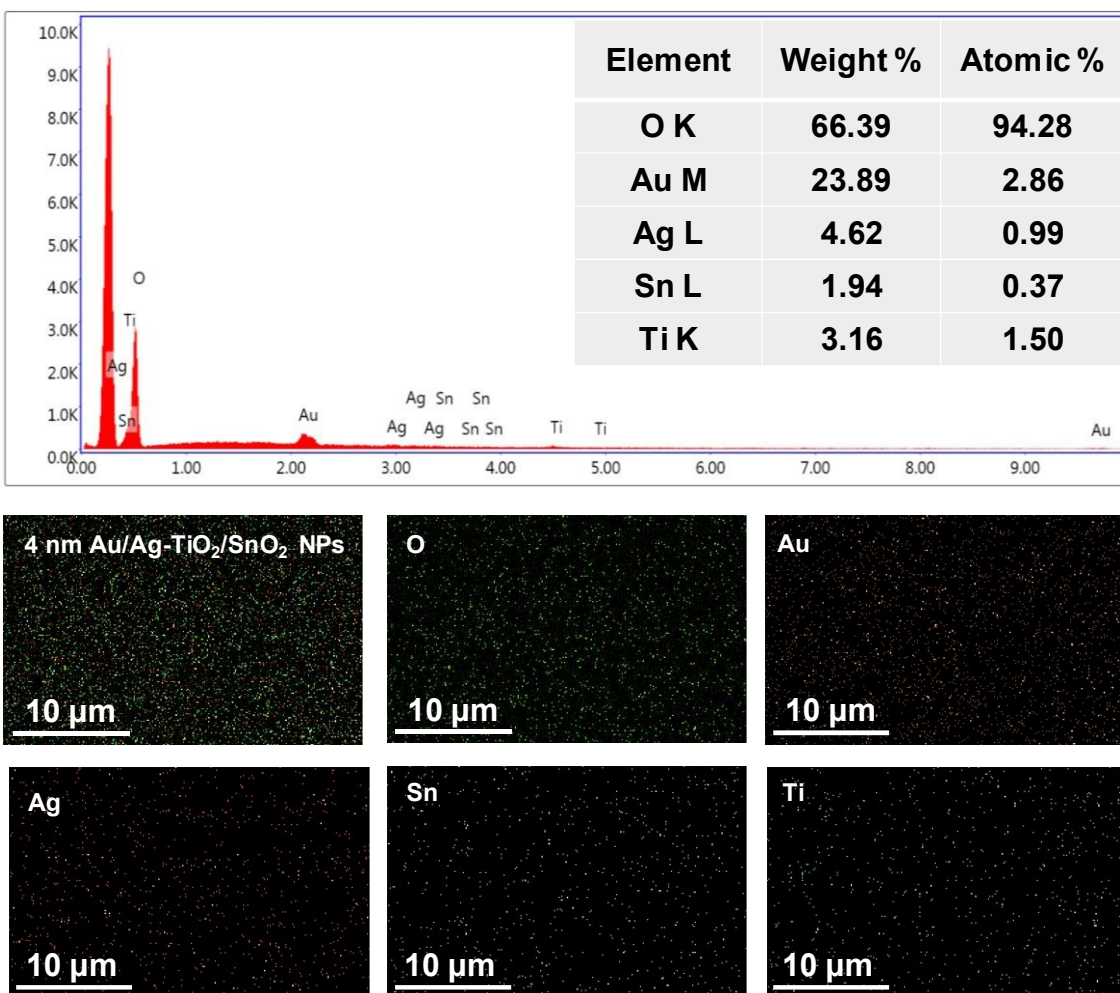 10.0K
9.0K
8.0K
7.0K
6.0K
5.0K
4.0K
3.0K
2.0K
1.0K
0.0K
O
Ti
Ag
Sn
Au
Ag Sn Sn
Ag Ag Sn Sn
Ti Ti
Au
0.00 1.00 2.00 3.00 4.00 5.00 6.00 7.00 8.00 9.00
Element Weight % Atomic %
O K 66.39 94.28
Au M 23.89 2.86
Ag L 4.62 0.99
Sn L 1.94 0.37
Ti K 3.16 1.50
4 nm Au/Ag-TiO₂/SnO₂ NPs
10 µm
O
10 µm
Au
10 µm
Ag
10 µm
Sn
10 µm
Ti
10 µm